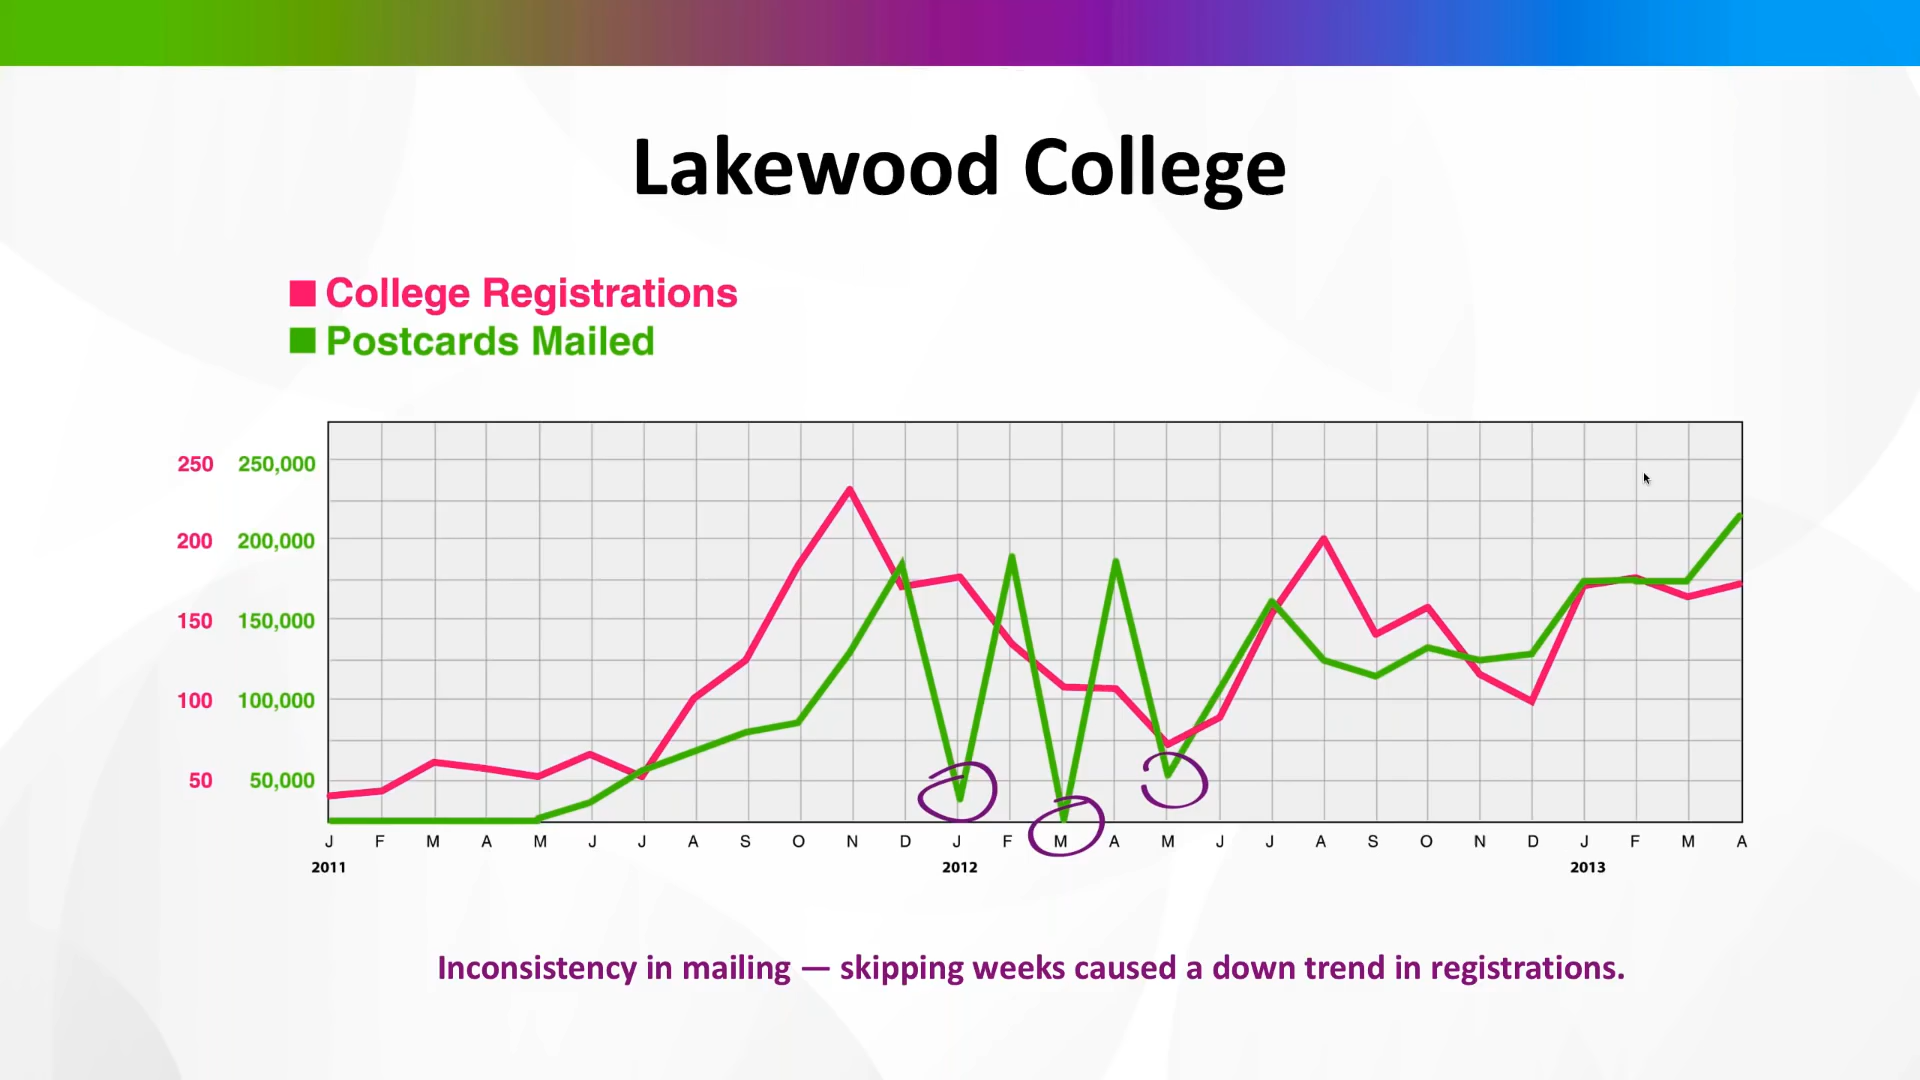 Lakewood College
College Registrations
Postcards Mailed
250 250,000
200 200,000
150 150,000
100 100,000
50 50,000
J F M A M J J A S O N D J F M A M J J A S O N D J F M A
2011 2012 2013
Inconsistency in mailing — skipping weeks caused a down trend in registrations.